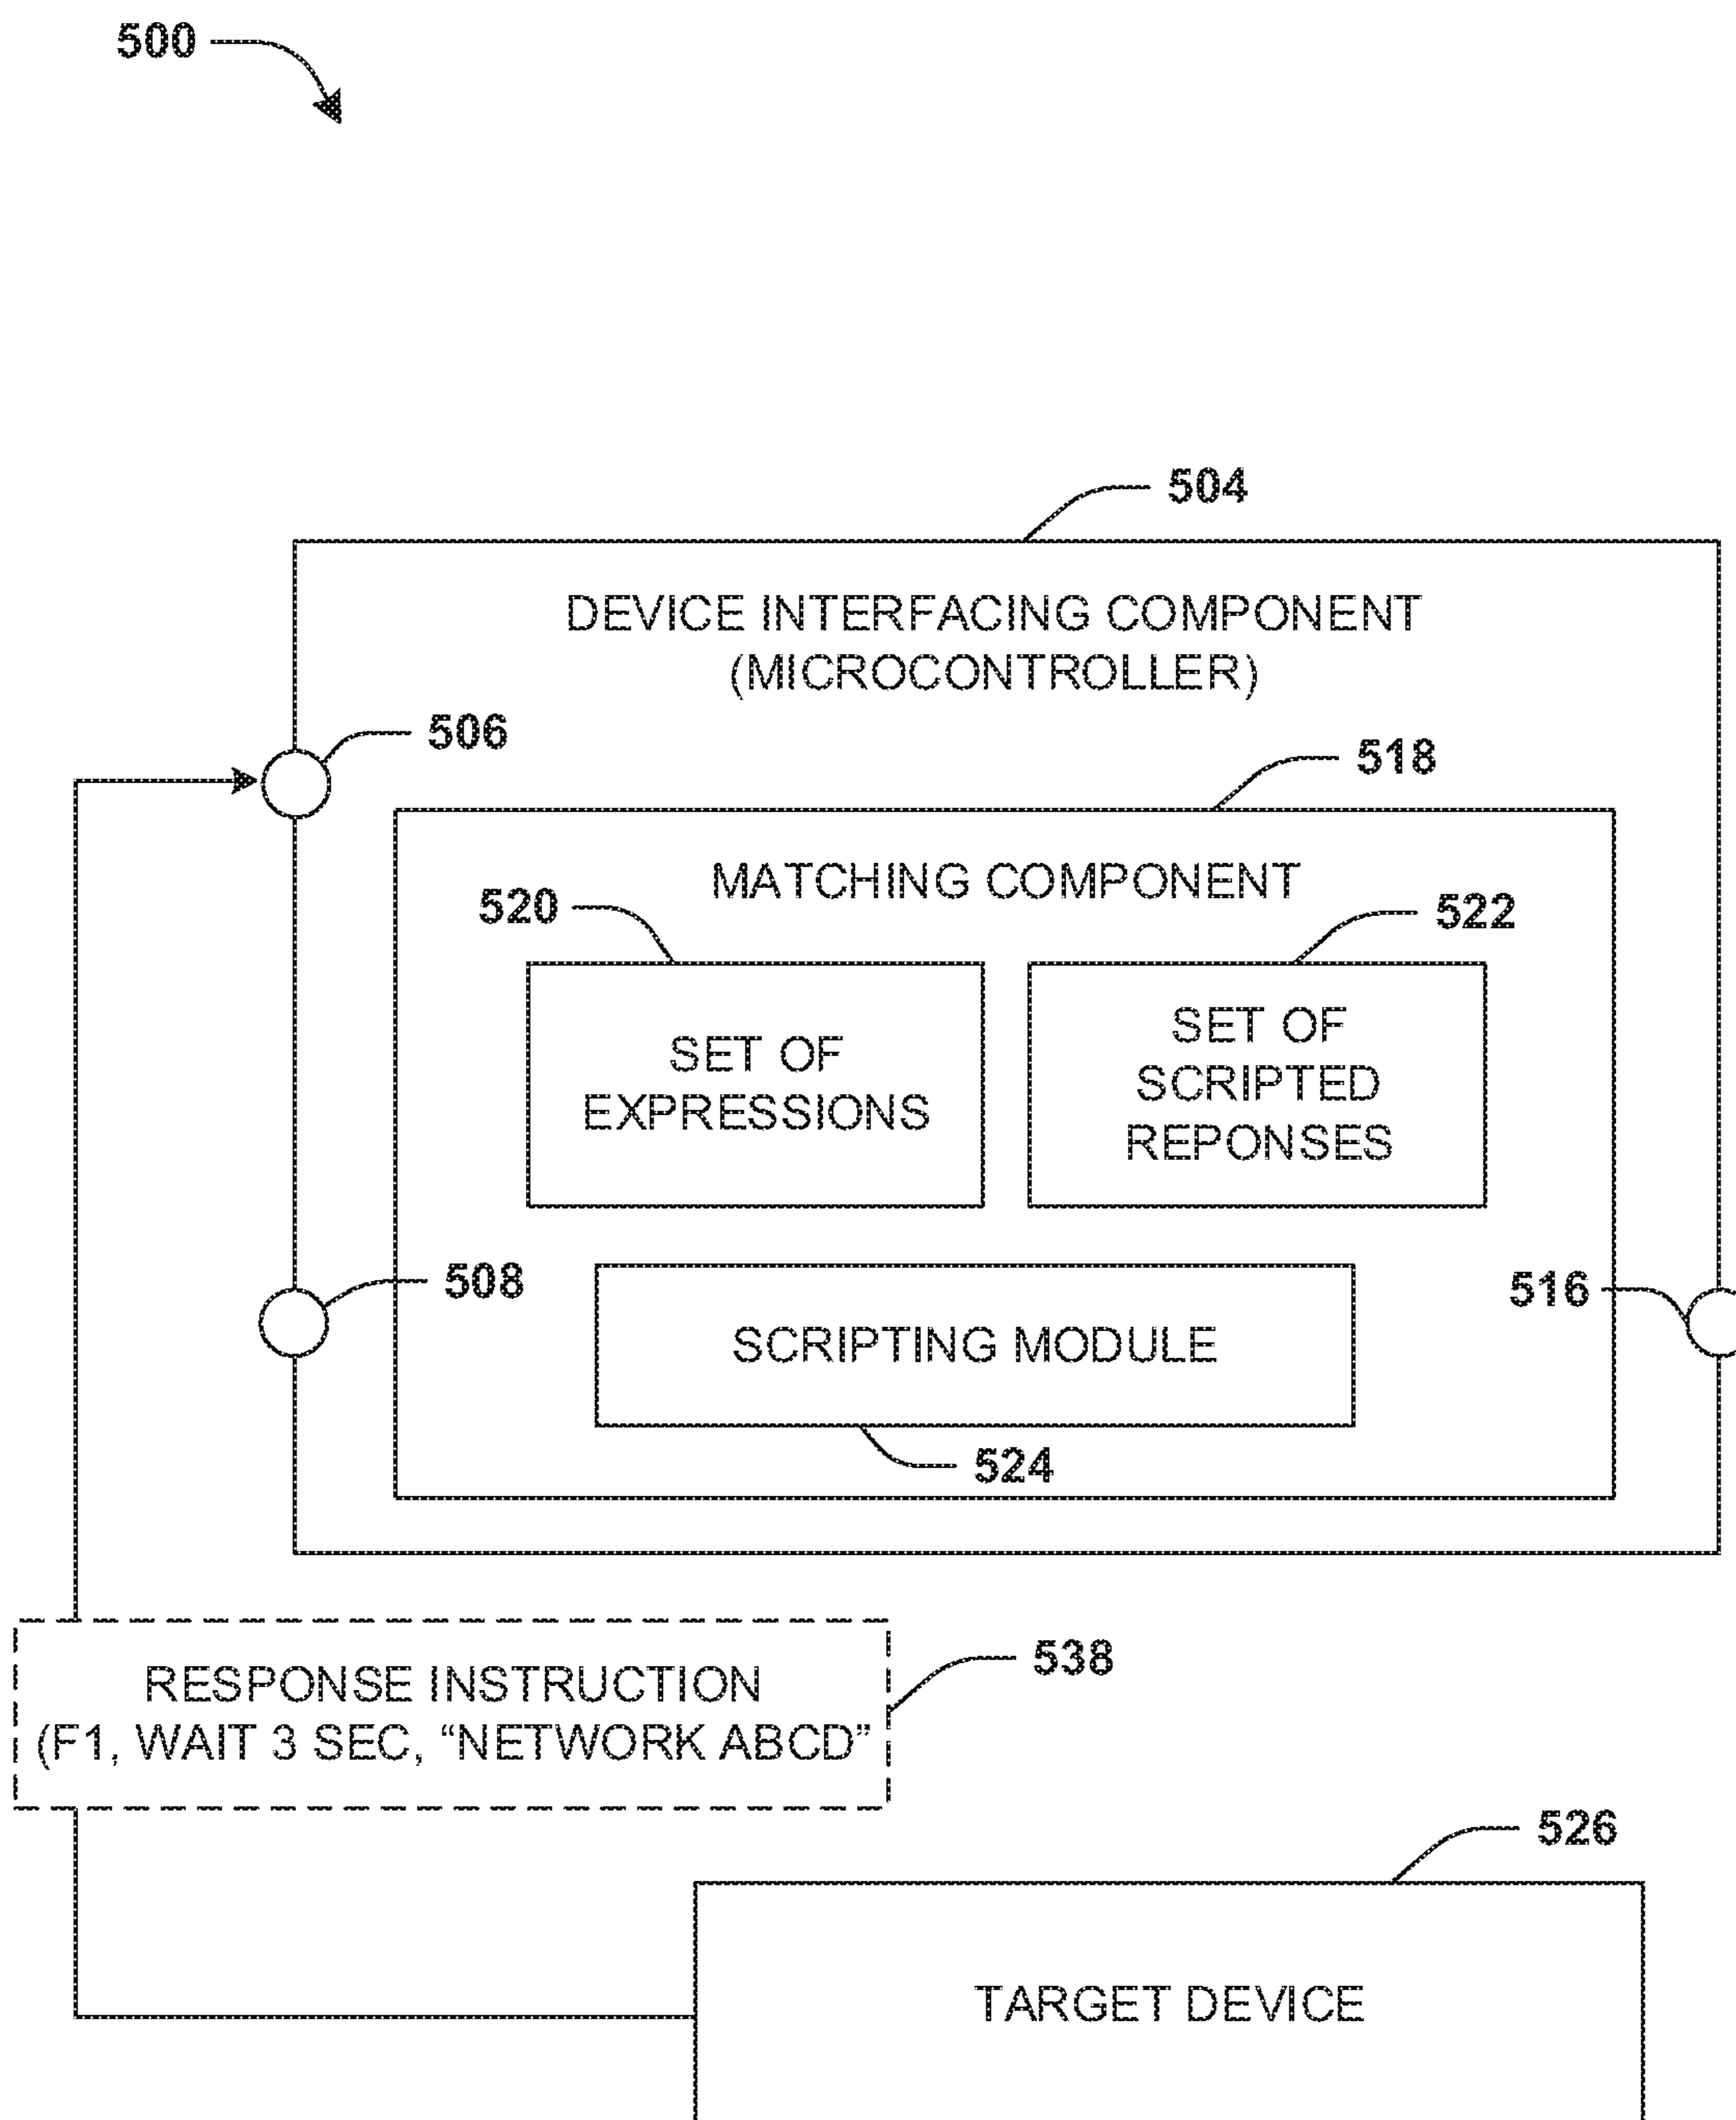 500
504
DEVICE INTERFACING COMPONENT
(MICROCONTROLLER)
506
518
MATCHING COMPONENT
520
522
SET OF
EXPRESSIONS
SET OF
SCRIPTED
REPONSES
508
516
SCRIPTING MODULE
524
RESPONSE INSTRUCTION
(F1, WAIT 3 SEC, “NETWORK ABCD”
538
526
TARGET DEVICE